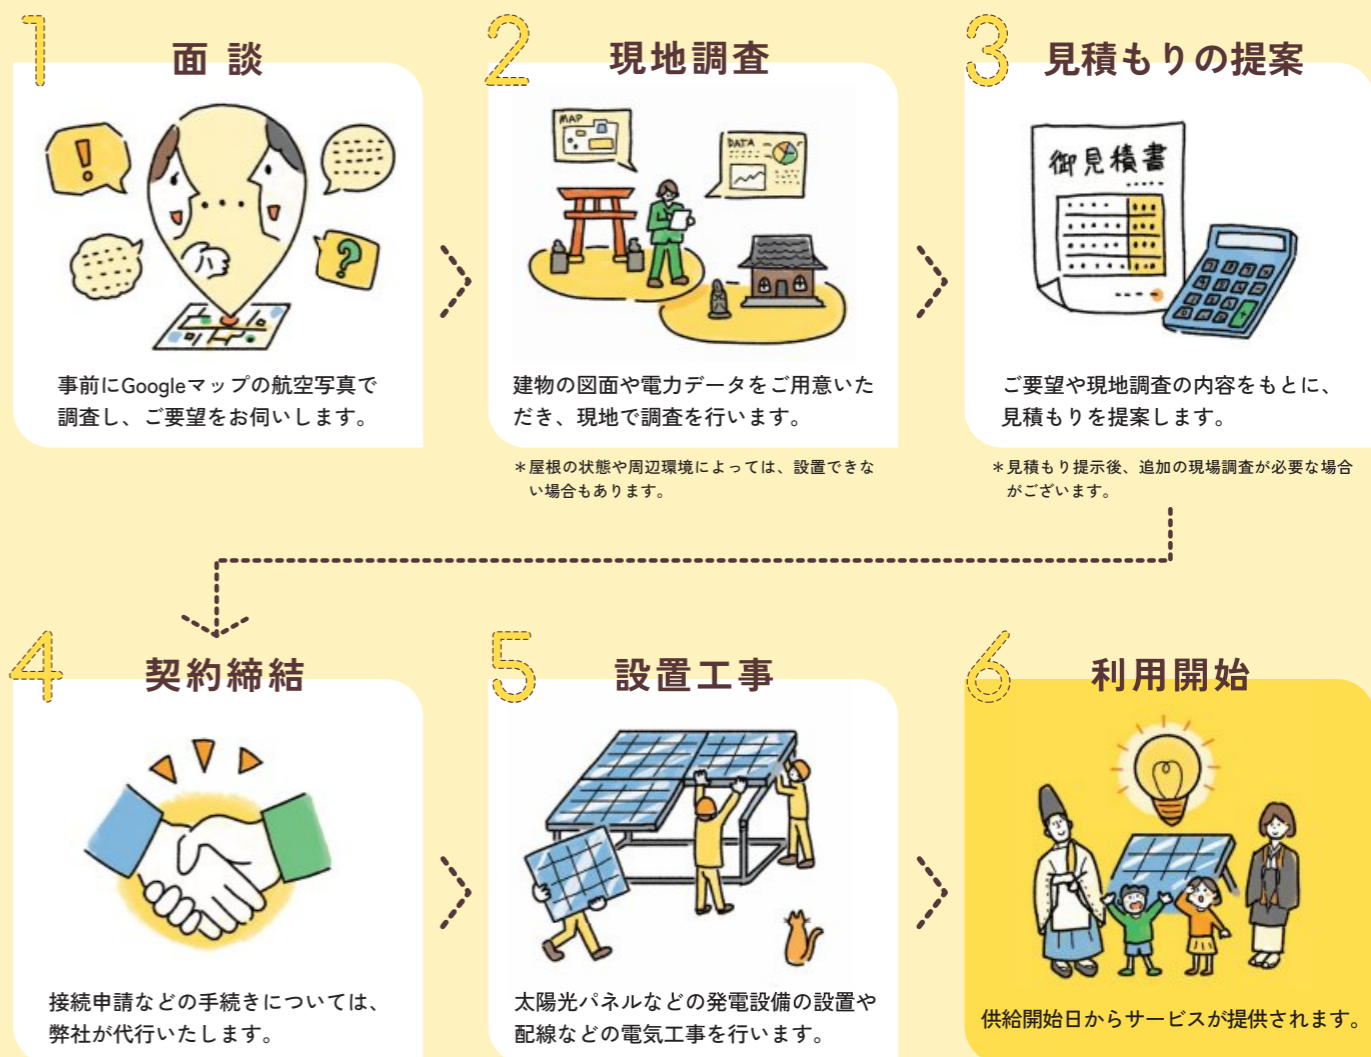 1
面 談
MAP
DATA
事前にGoogleマップの航空写真で
調査し、ご要望をお伺いします。
2
現地調査
建物の図面や電力データをご用意いた
だき、現地で調査を行います。
＊屋根の状態や周辺環境によっては、設置できな
い場合もあります。
3
見積もりの提案
御見積書
ご要望や現地調査の内容をもとに、
見積もりを提案します。
＊見積もり提示後、追加の現場調査が必要な場合
がございます。
4
契約締結
接続申請などの手続きについては、
弊社が代行いたします。
5
設置工事
太陽光パネルなどの発電設備の設置や
配線などの電気工事を行います。
6
利用開始
供給開始日からサービスが提供されます。